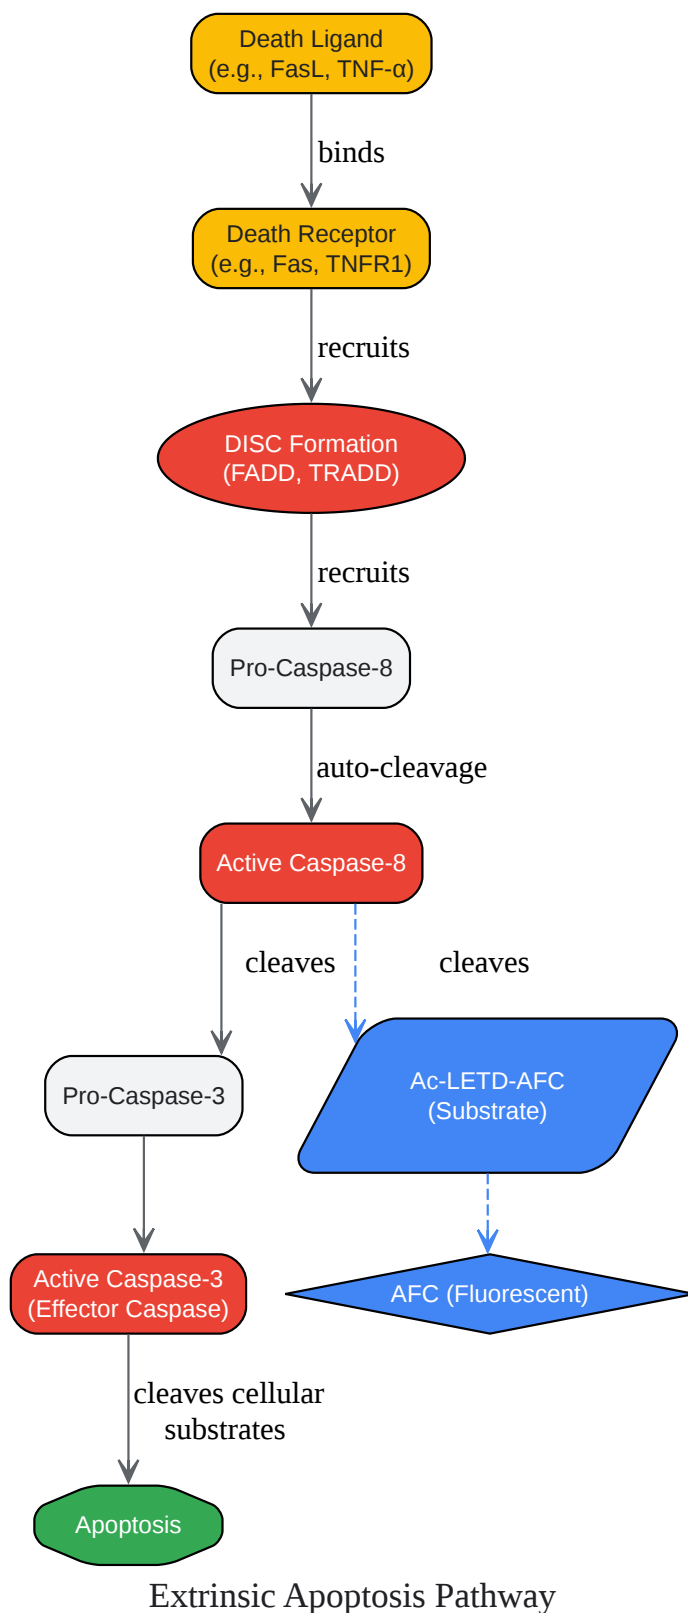 Death Ligand
(e.g., FasL, TNF-α)
binds
Death Receptor
(e.g., Fas, TNFR1)
recruits
DISC Formation
(FADD, TRADD)
recruits
Pro-Caspase-8
auto-cleavage
Active Caspase-8
cleaves
cleaves
Ac-LETD-AFC
(Substrate)
Pro-Caspase-3
Active Caspase-3
(Effector Caspase)
AFC (Fluorescent)
cleaves cellular
substrates
Apoptosis
Extrinsic Apoptosis Pathway